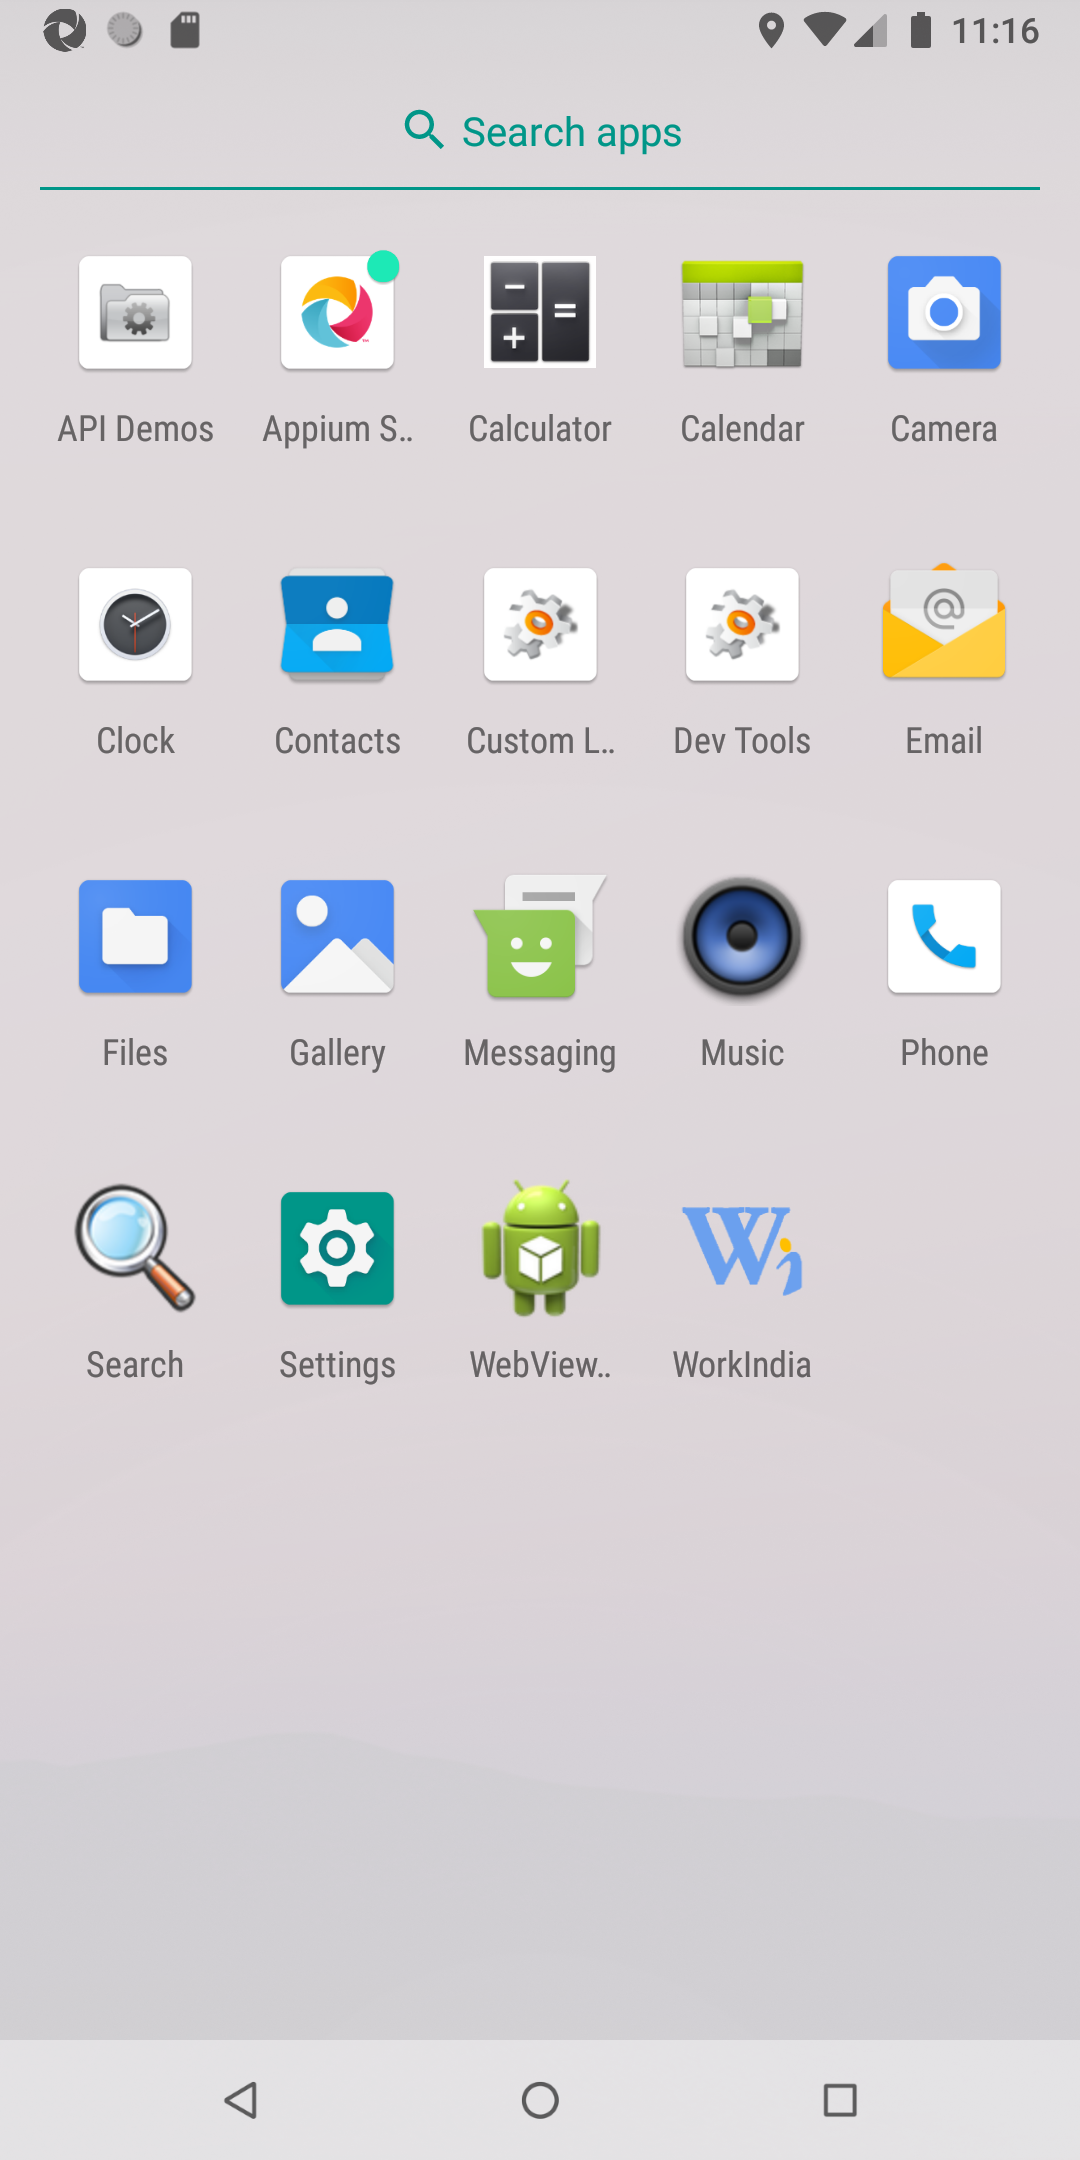 11:16
Search apps
API Demos
Appium S..
Calculator
Calendar
Camera
Clock
Contacts
Custom L..
Dev Tools
Email
Files
Gallery
Messaging
Music
Phone
Search
Settings
WebView..
WorkIndia